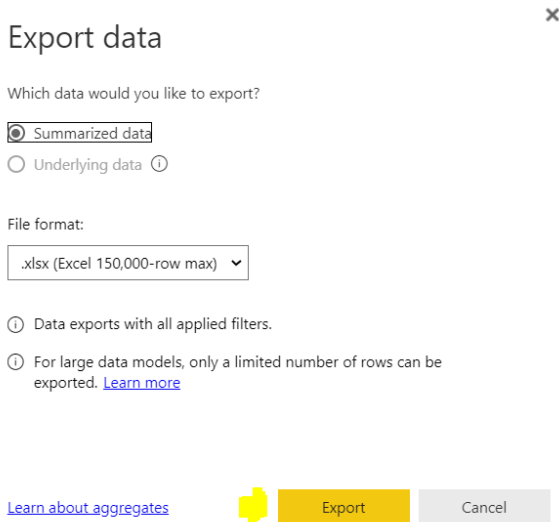 Export data
Which data would you like to export?
Summarized data
Underlying data
File format:
.xlsx (Excel 150,000-row max)
Data exports with all applied filters.
For large data models, only a limited number of rows can be
exported. Learn more
Learn about aggregates
Export
Cancel